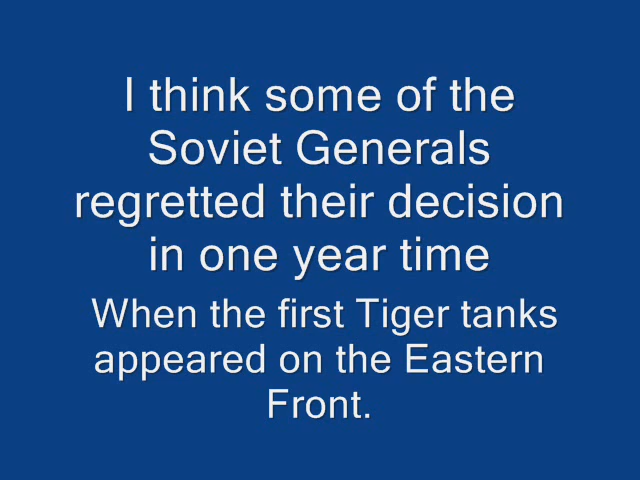 I think some of the
Soviet Generals
regretted their decision
in one year time
When the first Tiger tanks
appeared on the Eastern
Front.